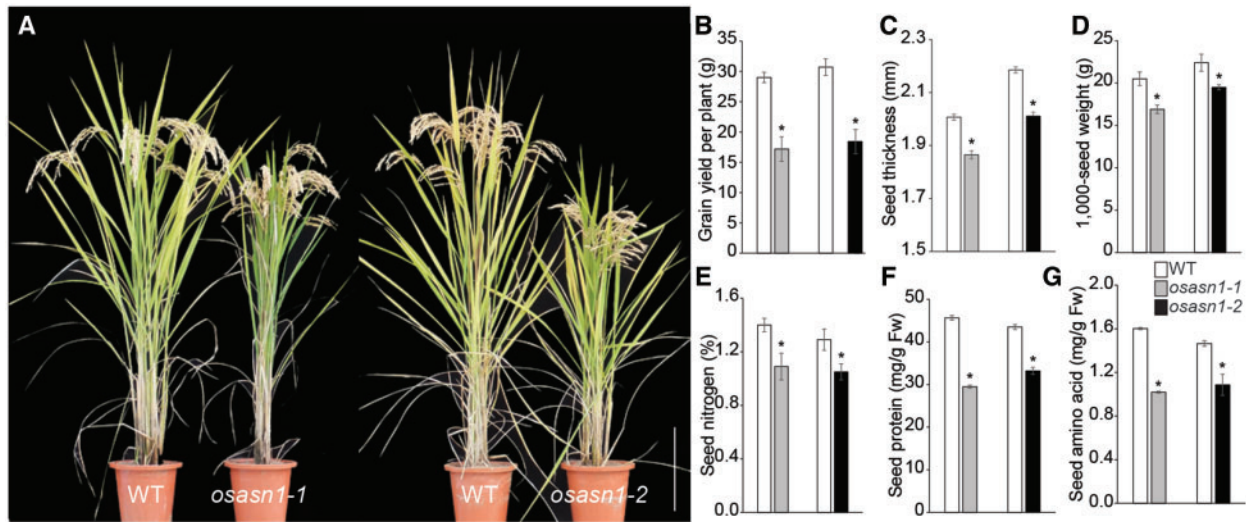 A
WT
osasn1-1
WT
osasn1-2
B
Grain yield per plant (g)
35
30
25
20
15
10
5
0
*
*
C
Seed thickness (mm)
2.3
2.1
1.9
1.7
1.5
*
*
D
1,000-seed weight (g)
25
20
15
10
5
0
*
*
E
Seed nitrogen (%)
1.6
1.2
0.8
0.4
0.0
*
*
F
Seed protein (mg/g Fw)
50
40
30
20
10
0
*
*
G
WT
osasn1-1
osasn1-2
Seed amino acid (mg/g Fw)
2.0
1.6
1.2
0.8
0.4
0.0
*
*